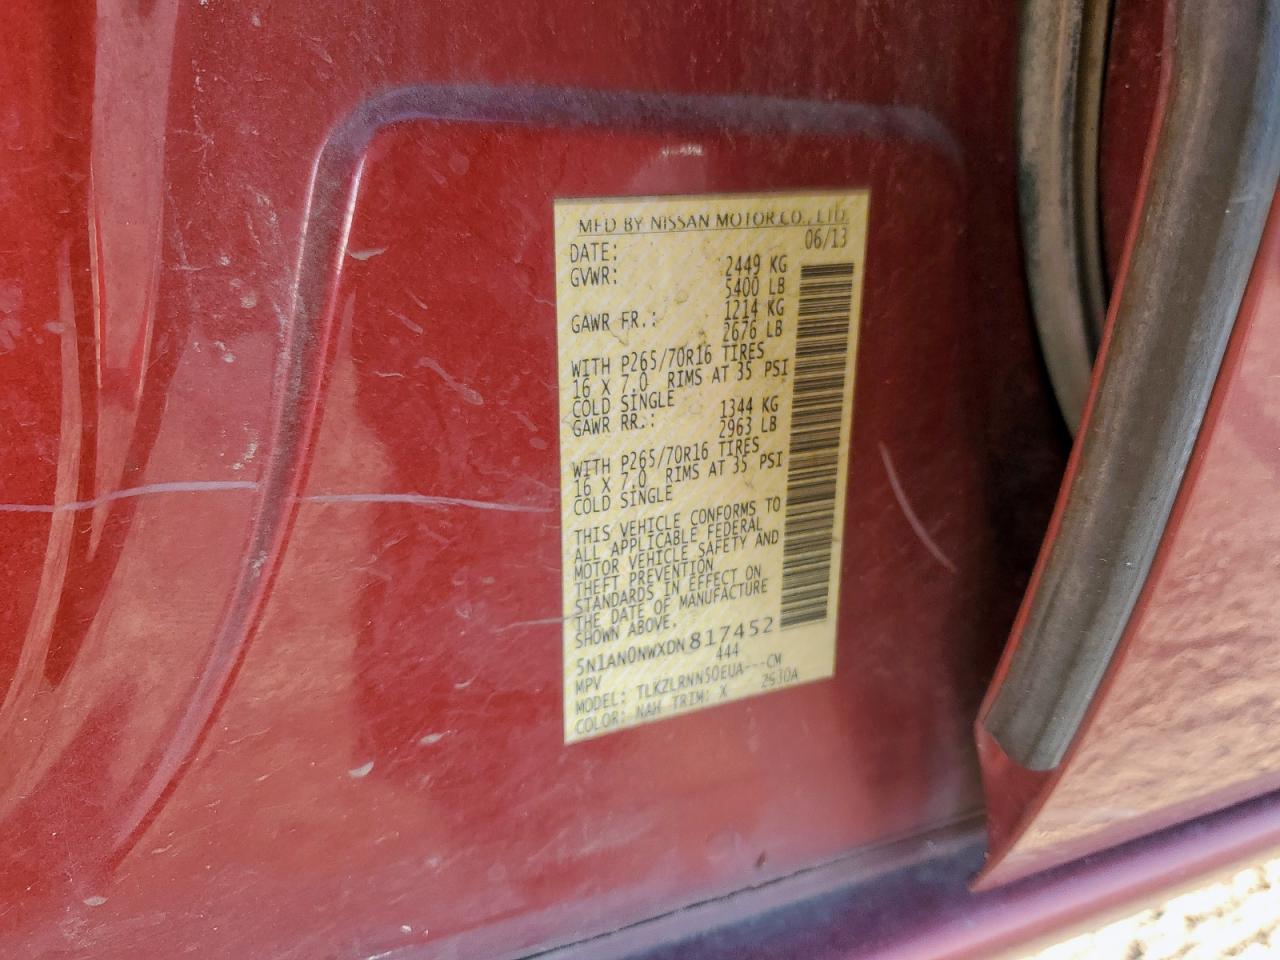 MFD BY NISSAN MOTOR CO., LTD.
DATE: 06/13
GVWR: 2449 KG
5400 LB
GAWR FR.: 1214 KG
2676 LB
WITH P265/70R16 TIRES
16 X 7.0 RIMS AT 35 PSI
COLD SINGLE
GAWR RR.: 1344 KG
2963 LB
WITH P265/70R16 TIRES
16 X 7.0 RIMS AT 35 PSI
COLD SINGLE
THIS VEHICLE CONFORMS TO
ALL APPLICABLE FEDERAL
MOTOR VEHICLE SAFETY AND
THEFT PREVENTION
STANDARDS IN EFFECT ON
THE DATE OF MANUFACTURE
SHOWN ABOVE.
5N1AN0NWXDN817452
MPV 444
MODEL: TLKZLRNN50EUA---CM
COLOR: NAH TRIM: X